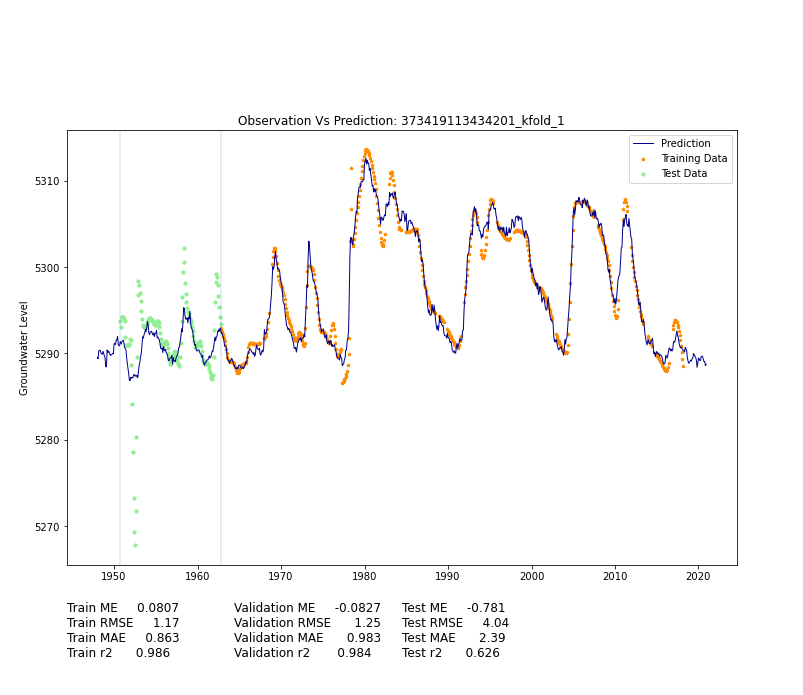 Observation Vs Prediction: 373419113434201_kfold_1
Prediction
Training Data
Test Data
Groundwater Level
5310
5300
5290
5280
5270
1950 1960 1970 1980 1990 2000 2010 2020
Train ME 0.0807 Validation ME -0.0827 Test ME -0.781
Train RMSE 1.17 Validation RMSE 1.25 Test RMSE 4.04
Train MAE 0.863 Validation MAE 0.983 Test MAE 2.39
Train r2 0.986 Validation r2 0.984 Test r2 0.626